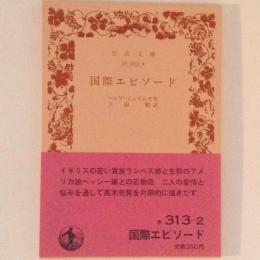 岩波文庫
国際エピソード
ヘンリ・ジェイムズ作
上田勤訳
イギリスの若い貴族ランベス卿と生粋のアメ
リカ娘ベッシー嬢との恋物語．二人の愛情と
悩みを通して英米気質を対照的に描きだす．
赤 313-2
国際エピソード
定価250円